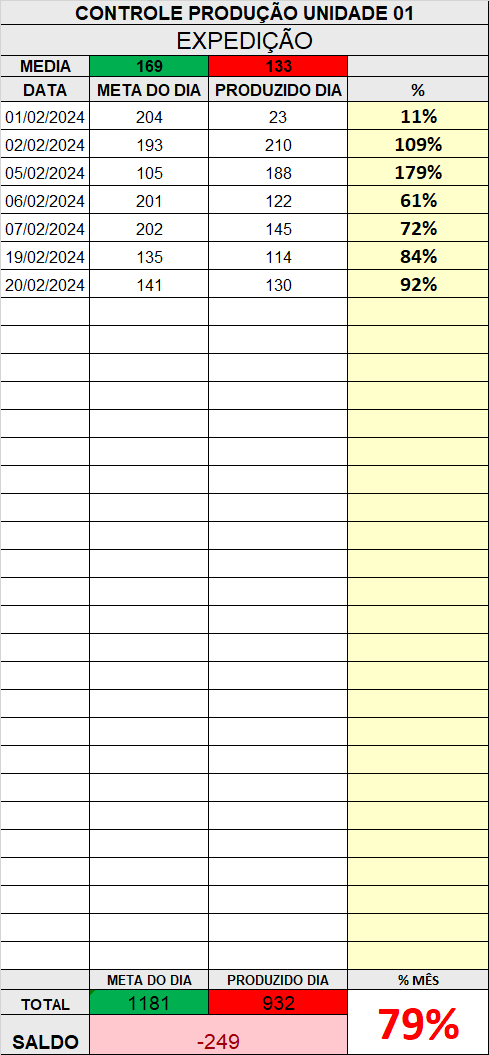 CONTROLE PRODUÇÃO UNIDADE 01
EXPEDIÇÃO
MEDIA 169 133
DATA META DO DIA PRODUZIDO DIA %
01/02/2024 204 23 11%
02/02/2024 193 210 109%
05/02/2024 105 188 179%
06/02/2024 201 122 61%
07/02/2024 202 145 72%
19/02/2024 135 114 84%
20/02/2024 141 130 92%
META DO DIA PRODUZIDO DIA % MÊS
TOTAL 1181 932 79%
SALDO -249